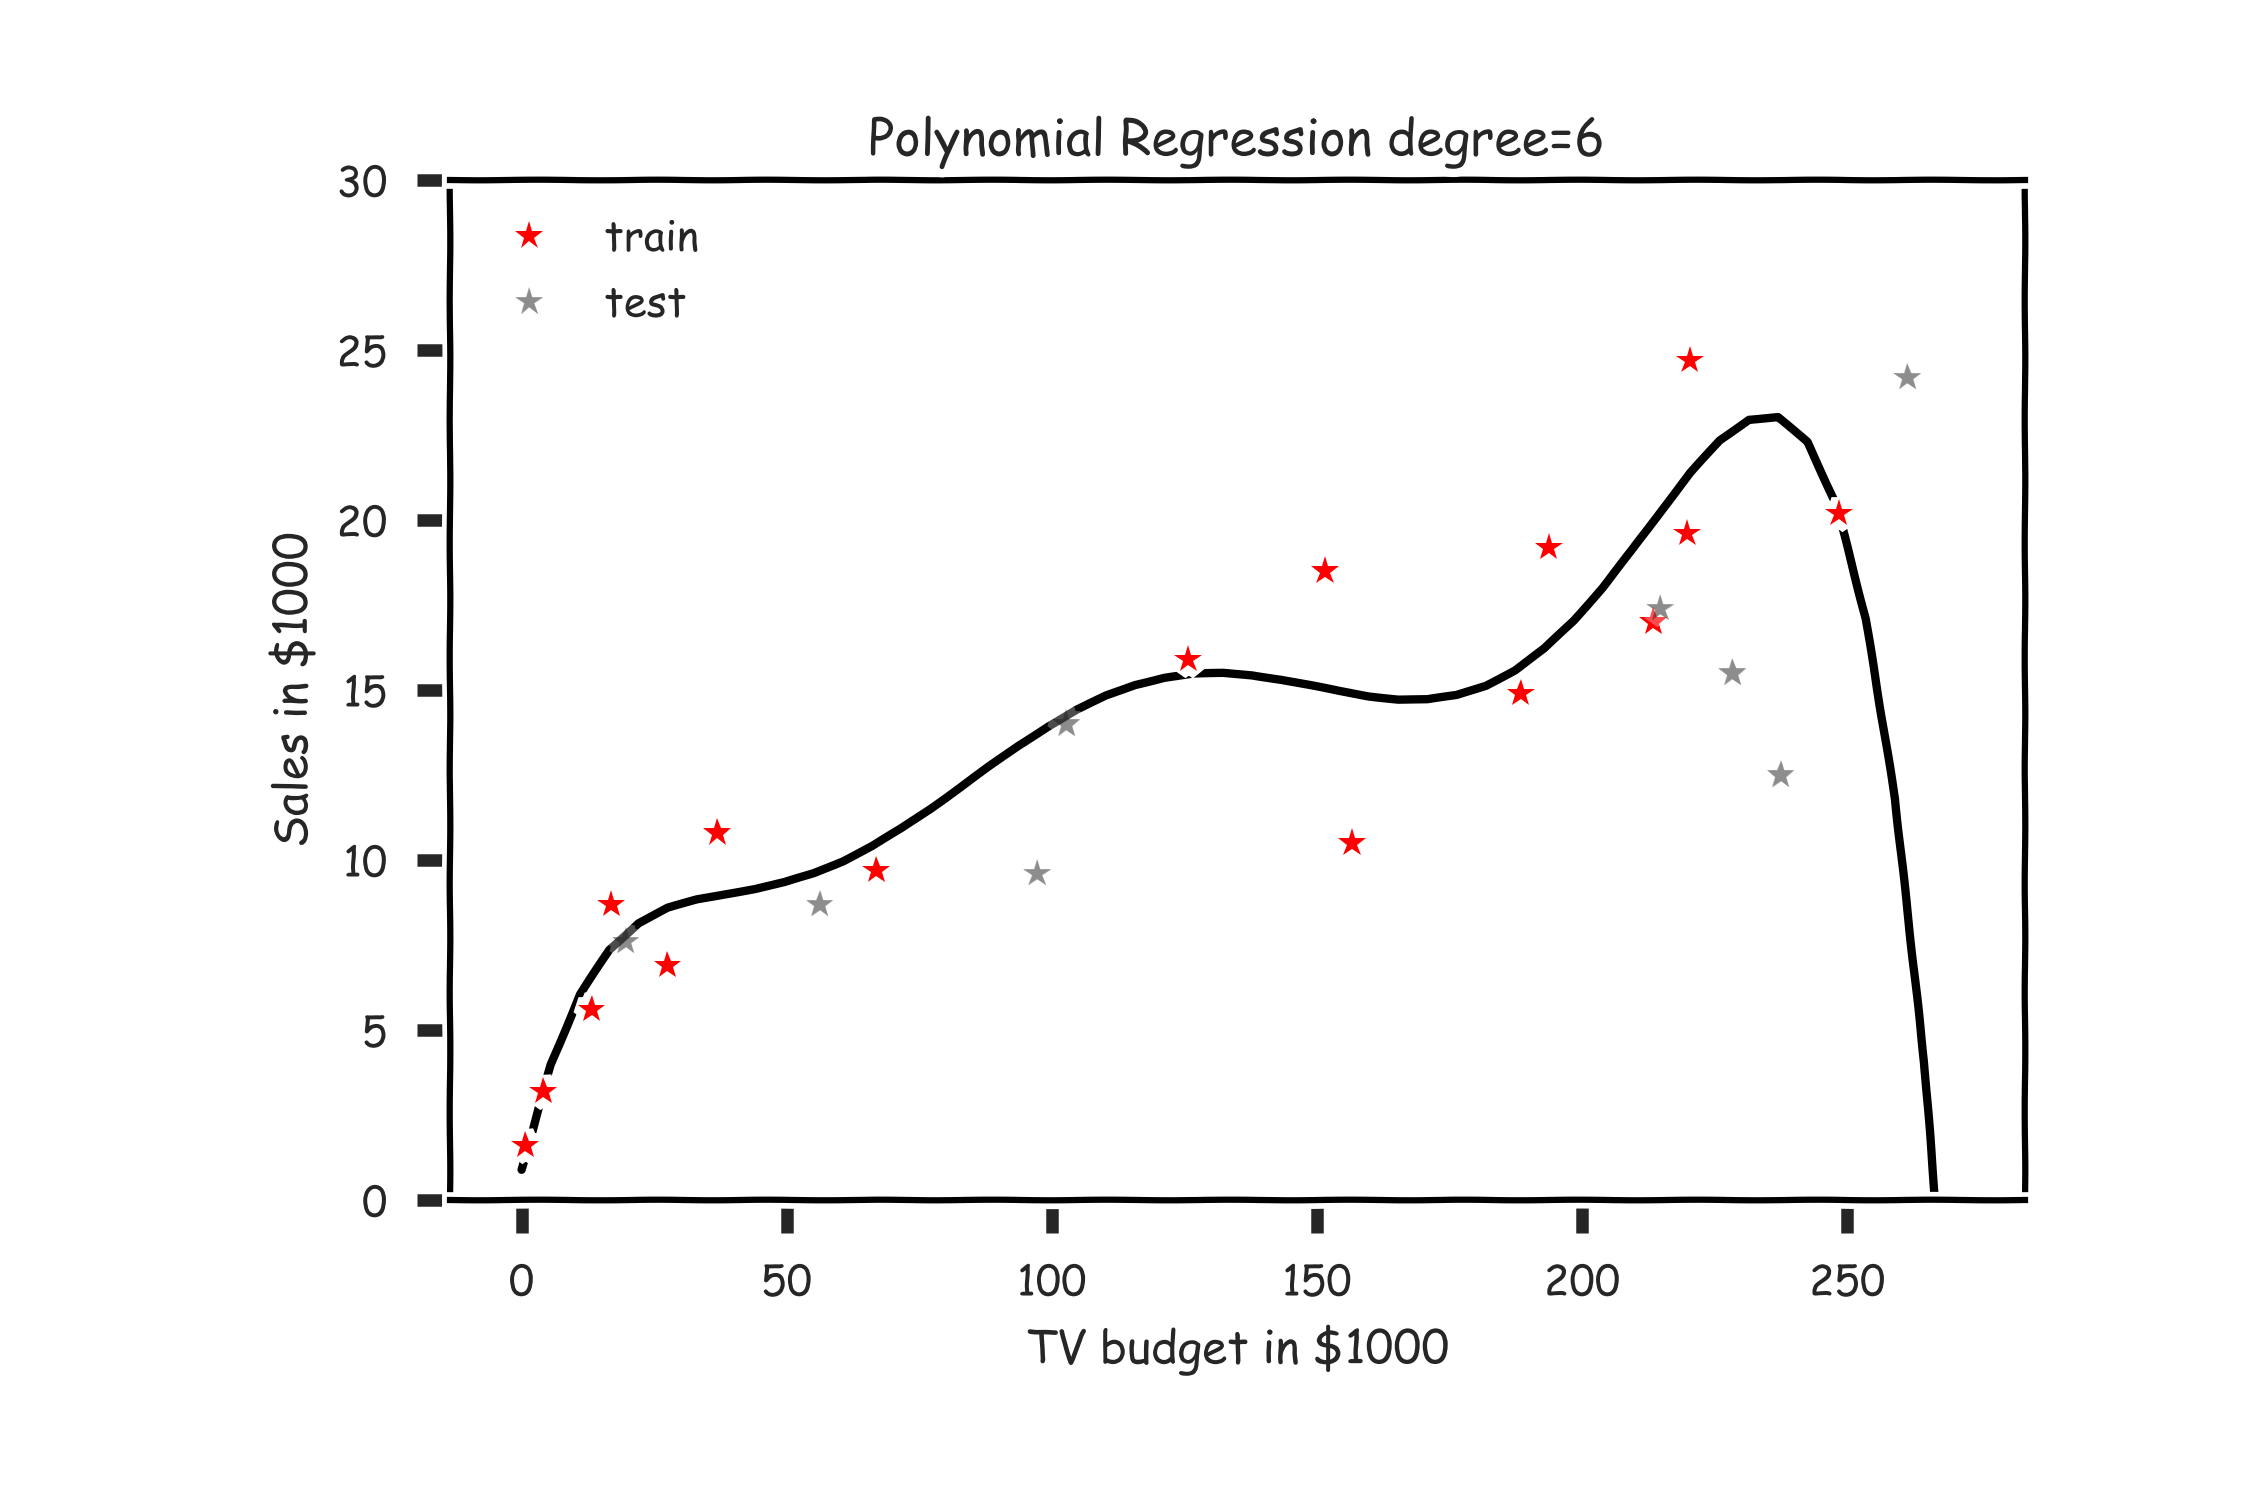 Polynomial Regression degree=6
30
train
test
25
20
15
10
5
0
Sales in $1000
0 50 100 150 200 250
TV budget in $1000